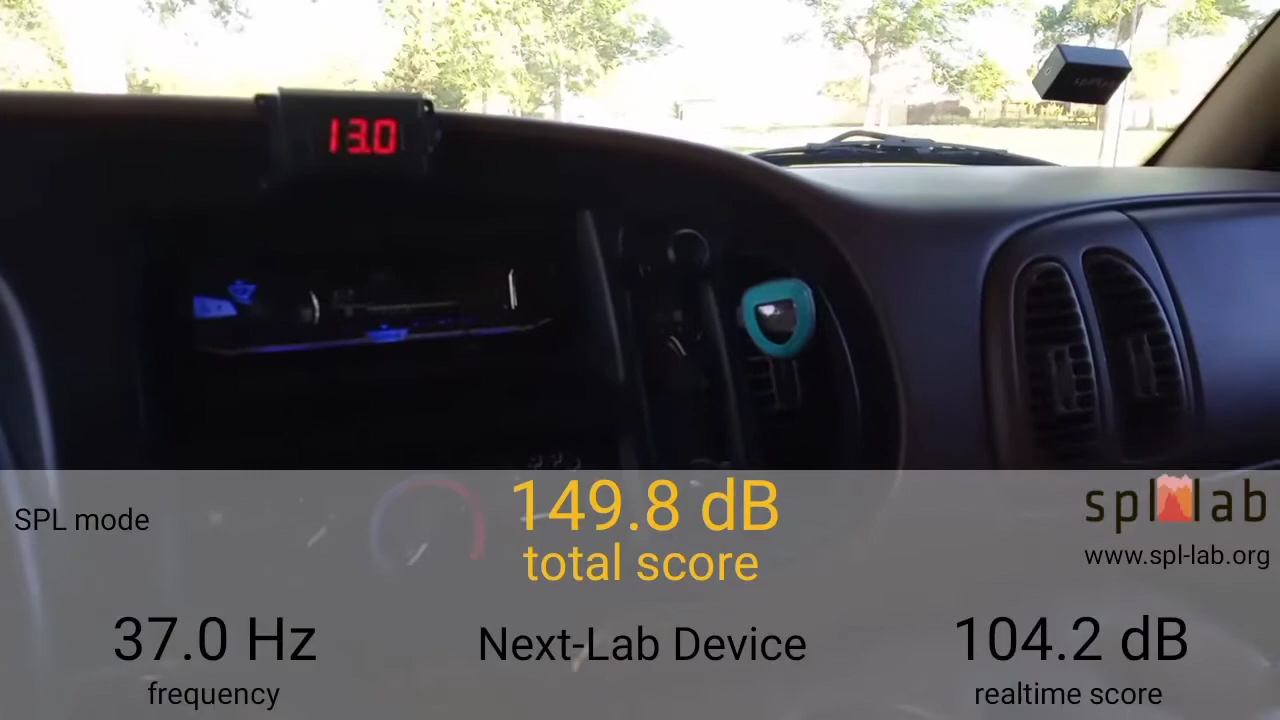 13.0
SPL mode
149.8 dB
total score
spl lab
www.spl-lab.org
37.0 Hz
frequency
Next-Lab Device
104.2 dB
realtime score